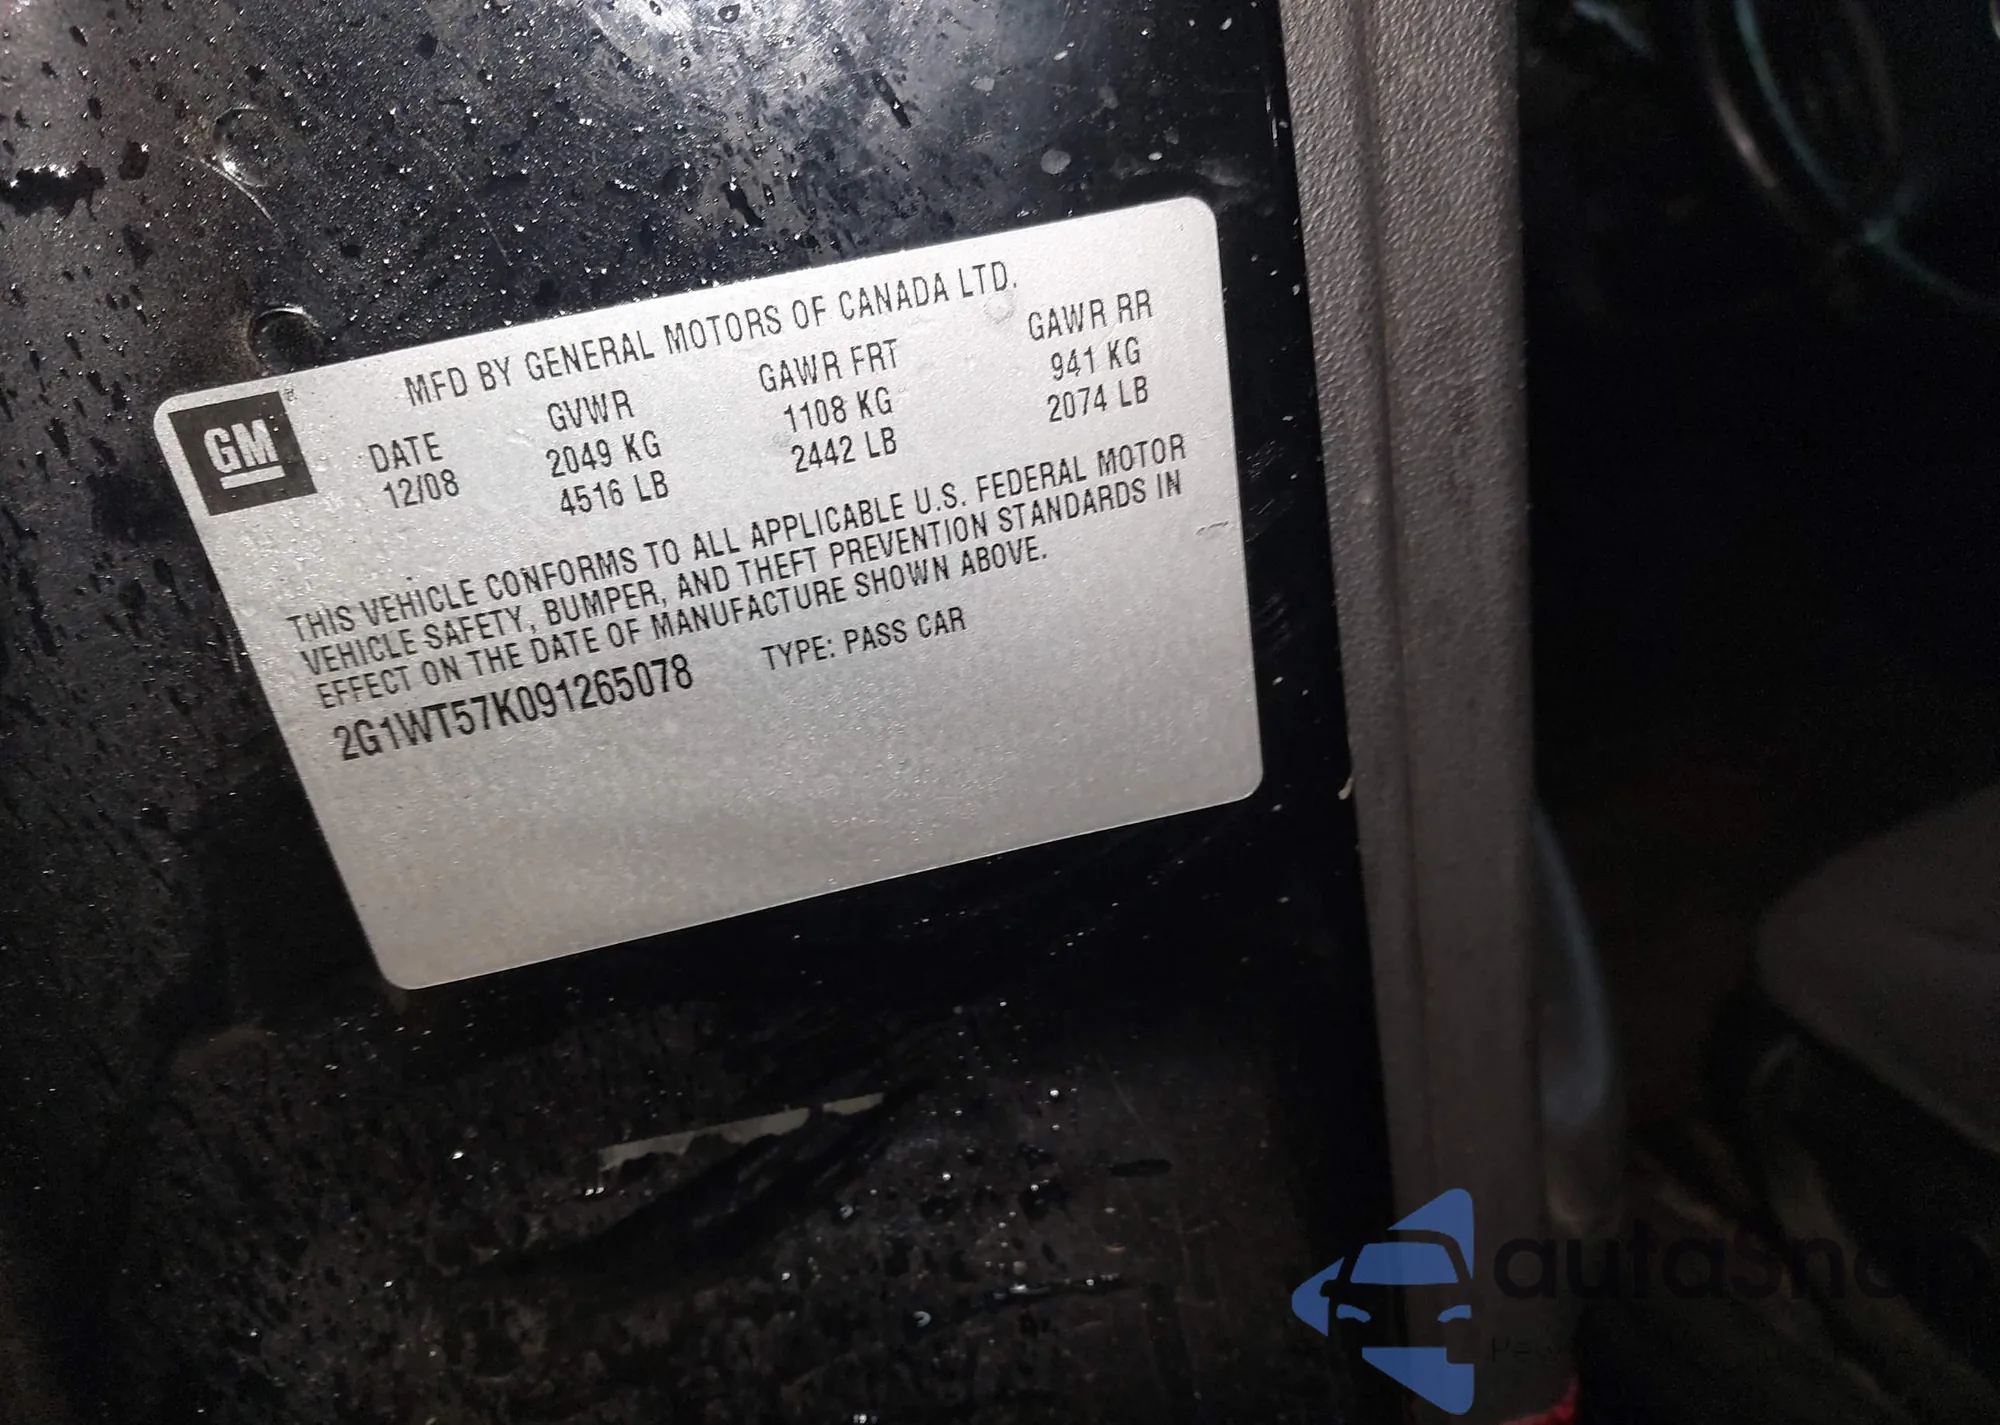 MFD BY GENERAL MOTORS OF CANADA LTD.
GM
DATE GVWR GAWR FRT GAWR RR
12/08 2049 KG 1108 KG 941 KG
4516 LB 2442 LB 2074 LB
THIS VEHICLE CONFORMS TO ALL APPLICABLE U.S. FEDERAL MOTOR
VEHICLE SAFETY, BUMPER, AND THEFT PREVENTION STANDARDS IN
EFFECT ON THE DATE OF MANUFACTURE SHOWN ABOVE.
2G1WT57K091265078 TYPE: PASS CAR